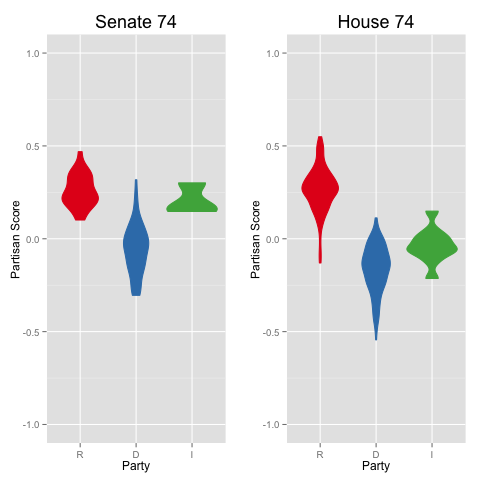 Senate 74
1.0
0.5
0.0
-0.5
-1.0
Partisan Score
R D I
Party
House 74
1.0
0.5
0.0
-0.5
-1.0
Partisan Score
R D I
Party